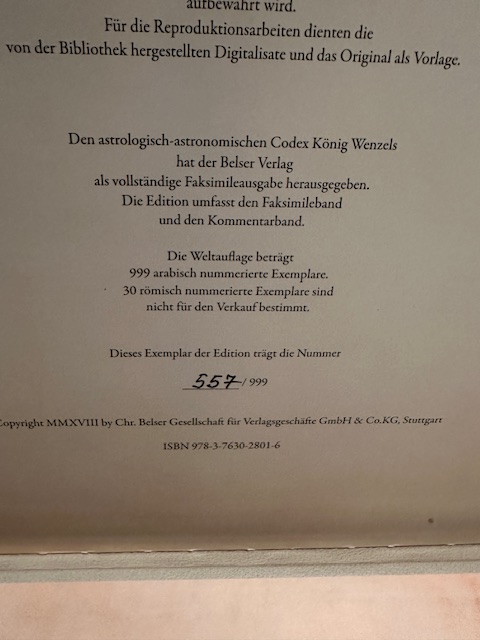 aufbewahrt wird.
Für die Reproduktionsarbeiten dienten die
von der Bibliothek hergestellten Digitalisate und das Original als Vorlage.
Den astrologisch-astronomischen Codex König Wenzels
hat der Belser Verlag
als vollständige Faksimileausgabe herausgegeben.
Die Edition umfasst den Faksimileband
und den Kommentarband.
Die Weltauflage beträgt
999 arabisch nummerierte Exemplare.
30 römisch nummerierte Exemplare sind
nicht für den Verkauf bestimmt.
Dieses Exemplar der Edition trägt die Nummer
557/999
Copyright MMXVIII by Chr. Belser Gesellschaft für Verlagsgeschäfte GmbH & Co.KG, Stuttgart
ISBN 978-3-7630-2801-6